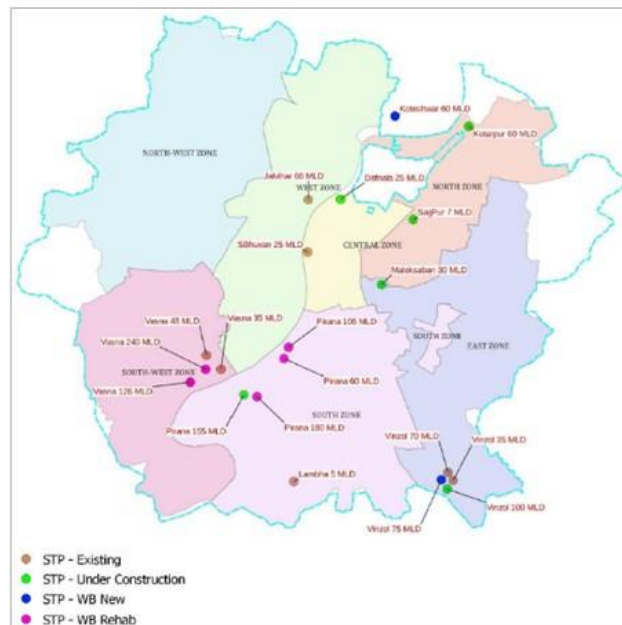 Koteshwar 60 MLD
Kotarpur 60 MLD
NORTH-WEST ZONE
Jalvihar 60 MLD
Dafnala 25 MLD
WEST ZONE
NORTH ZONE
SaijPur 7 MLD
SBhuvan 25 MLD
CENTRAL ZONE
Maleksaban 30 MLD
Vasna 48 MLD
Vasna 35 MLD
Pirana 106 MLD
SOUTH ZONE
EAST ZONE
Vasna 240 MLD
SOUTH-WEST ZONE
Pirana 60 MLD
Vasna 126 MLD
SOUTH ZONE
Pirana 155 MLD
Pirana 180 MLD
Vinzol 70 MLD
Vinzol 35 MLD
Lambha 5 MLD
Vinzol 100 MLD
Vinzol 75 MLD
STP - Existing
STP - Under Construction
STP - WB New
STP - WB Rehab